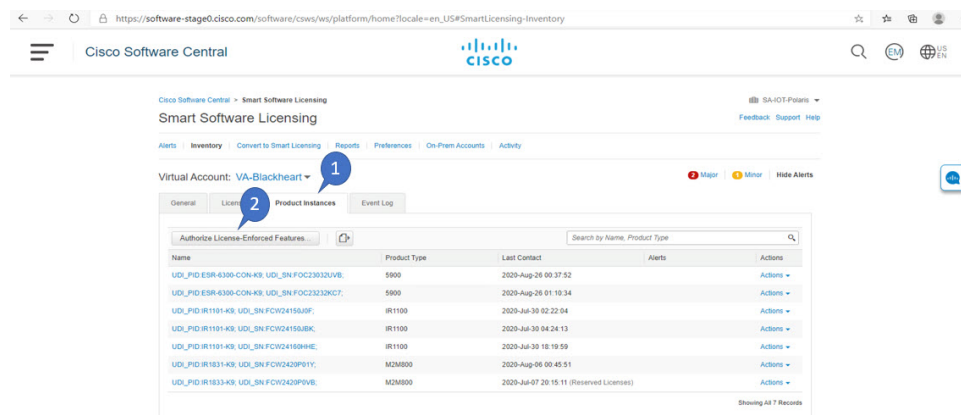 https://software-stage0.cisco.com/software/csws/ws/platform/home?locale=en_US#SmartLicensing-Inventory
Cisco Software Central
CISCO
EM
US
EN
Cisco Software Central > Smart Software Licensing
SA-IOT-Polaris
Smart Software Licensing
Feedback Support Help
Alerts | Inventory | Convert to Smart Licensing | Reports | Preferences | On-Prem Accounts | Activity
1
Virtual Account: VA-Blackheart
2 Major | 1 Minor | Hide Alerts
General
2
Product Instances Event Log
Authorize License-Enforced Features...
Search by Name, Product Type
Name Product Type Last Contact Alerts Actions
UDI_PID:ESR-6300-CON-K9; UDI_SN:FOC23032UVB; 5900 2020-Aug-26 00:37:52 Actions
UDI_PID:ESR-6300-CON-K9; UDI_SN:FOC23232KC7; 5900 2020-Aug-26 01:10:34 Actions
UDI_PID:IR1101-K9; UDI_SN:FCW24150J0F; IR1100 2020-Jul-30 02:22:04 Actions
UDI_PID:IR1101-K9; UDI_SN:FCW24150JBK; IR1100 2020-Jul-30 04:24:13 Actions
UDI_PID:IR1101-K9; UDI_SN:FCW24160HHE; IR1100 2020-Jul-30 18:19:59 Actions
UDI_PID:IR1831-K9; UDI_SN:FCW2420P01Y; M2M800 2020-Aug-06 00:45:51 Actions
UDI_PID:IR1833-K9; UDI_SN:FCW2420P0VB; M2M800 2020-Jul-07 20:15:11 (Reserved Licenses) Actions
Showing All 7 Records